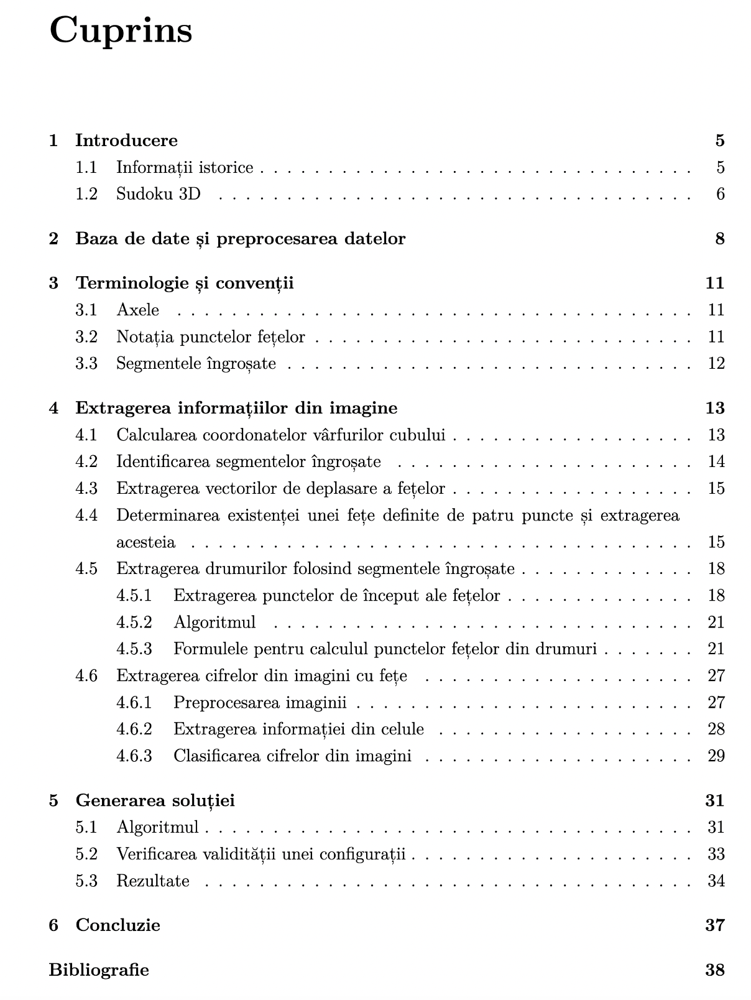 Cuprins
1 Introducere 5
1.1 Informații istorice . . . . . . . . . . . . . . . . . . . . . . . . . . . . . . . . 5
1.2 Sudoku 3D . . . . . . . . . . . . . . . . . . . . . . . . . . . . . . . . . . . 6
2 Baza de date și preprocesarea datelor 8
3 Terminologie și convenții 11
3.1 Axele . . . . . . . . . . . . . . . . . . . . . . . . . . . . . . . . . . . . . . 11
3.2 Notația punctelor fețelor . . . . . . . . . . . . . . . . . . . . . . . . . . . . 11
3.3 Segmentele îngroșate . . . . . . . . . . . . . . . . . . . . . . . . . . . . . . 12
4 Extragerea informațiilor din imagine 13
4.1 Calcularea coordonatelor vârfurilor cubului . . . . . . . . . . . . . . . . . . 13
4.2 Identificarea segmentelor îngroșate . . . . . . . . . . . . . . . . . . . . . . 14
4.3 Extragerea vectorilor de deplasare a fețelor . . . . . . . . . . . . . . . . . . 15
4.4 Determinarea existenței unei fețe definite de patru puncte și extragerea
acesteia . . . . . . . . . . . . . . . . . . . . . . . . . . . . . . . . . . . . . 15
4.5 Extragerea drumurilor folosind segmentele îngroșate . . . . . . . . . . . . . 18
4.5.1 Extragerea punctelor de început ale fețelor . . . . . . . . . . . . . . 18
4.5.2 Algoritmul . . . . . . . . . . . . . . . . . . . . . . . . . . . . . . . 21
4.5.3 Formulele pentru calculul punctelor fețelor din drumuri . . . . . . . 21
4.6 Extragerea cifrelor din imagini cu fețe . . . . . . . . . . . . . . . . . . . . 27
4.6.1 Preprocesarea imaginii . . . . . . . . . . . . . . . . . . . . . . . . . 27
4.6.2 Extragerea informației din celule . . . . . . . . . . . . . . . . . . . 28
4.6.3 Clasificarea cifrelor din imagini . . . . . . . . . . . . . . . . . . . . 29
5 Generarea soluției 31
5.1 Algoritmul . . . . . . . . . . . . . . . . . . . . . . . . . . . . . . . . . . . . 31
5.2 Verificarea validității unei configurații . . . . . . . . . . . . . . . . . . . . . 33
5.3 Rezultate . . . . . . . . . . . . . . . . . . . . . . . . . . . . . . . . . . . . 34
6 Concluzie 37
Bibliografie 38